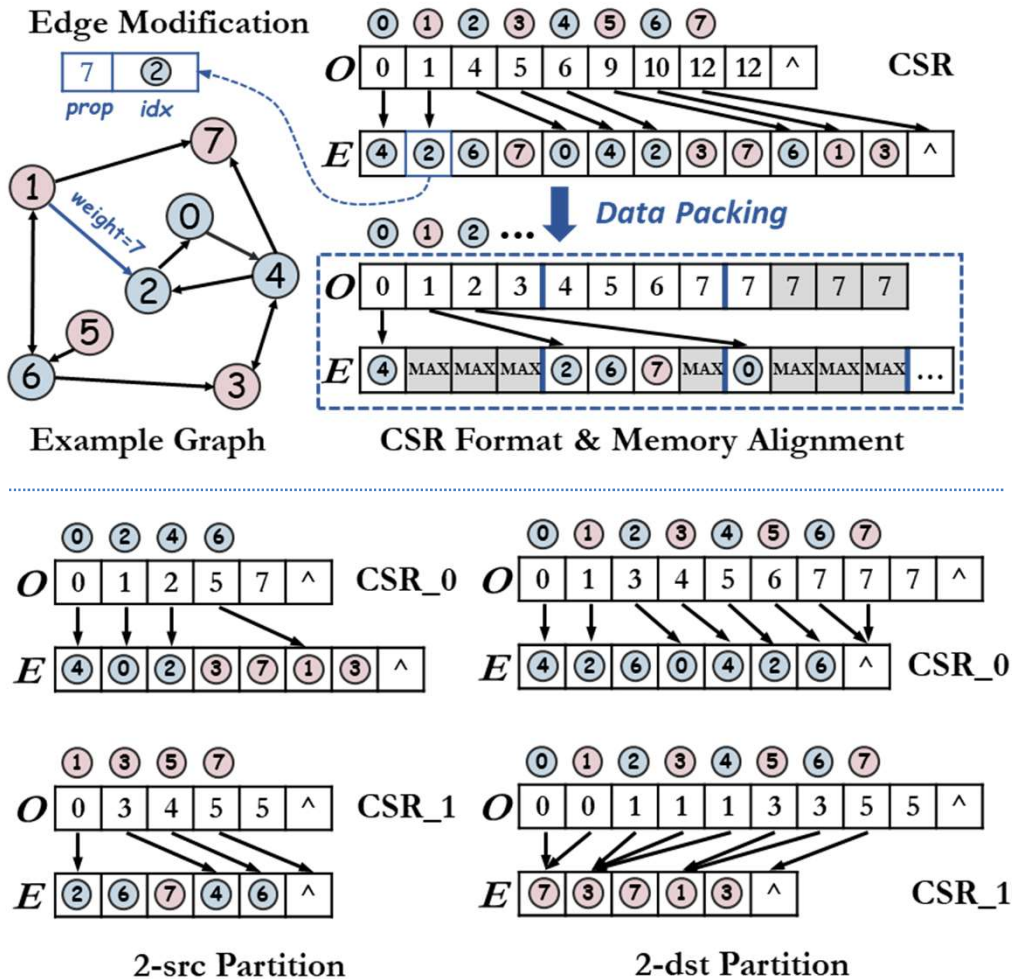 Edge Modification
7 2
prop idx
0 1 2 3 4 5 6 7
O 0 1 4 5 6 9 10 12 12 ^ CSR
E 4 2 6 7 0 4 2 3 7 6 1 3 ^
7
1
weight=7
0
2
4
5
6
3
Data Packing
0 1 2 ...
O 0 1 2 3 4 5 6 7 7 7 7 7
E 4 MAX MAX MAX 2 6 7 MAX 0 MAX MAX MAX ...
Example Graph
CSR Format & Memory Alignment
0 2 4 6
O 0 1 2 5 7 ^ CSR_0
E 4 0 2 3 7 1 3 ^
0 1 2 3 4 5 6 7
O 0 1 3 4 5 6 7 7 7 ^
E 4 2 6 0 4 2 6 ^ CSR_0
1 3 5 7
O 0 3 4 5 5 ^ CSR_1
E 2 6 7 4 6 ^
0 1 2 3 4 5 6 7
O 0 0 1 1 1 3 3 5 5 ^
E 7 3 7 1 3 ^ CSR_1
2-src Partition
2-dst Partition